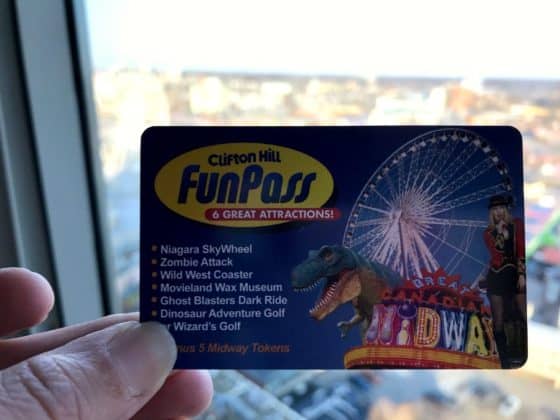 Clifton Hill
FunPass
6 GREAT ATTRACTIONS!
Niagara SkyWheel
Zombie Attack
Wild West Coaster
Movieland Wax Museum
Ghost Blasters Dark Ride
Dinosaur Adventure Golf
Wizard's Golf
5 Midway Tokens
GREAT
CANADIAN
MIDWAY